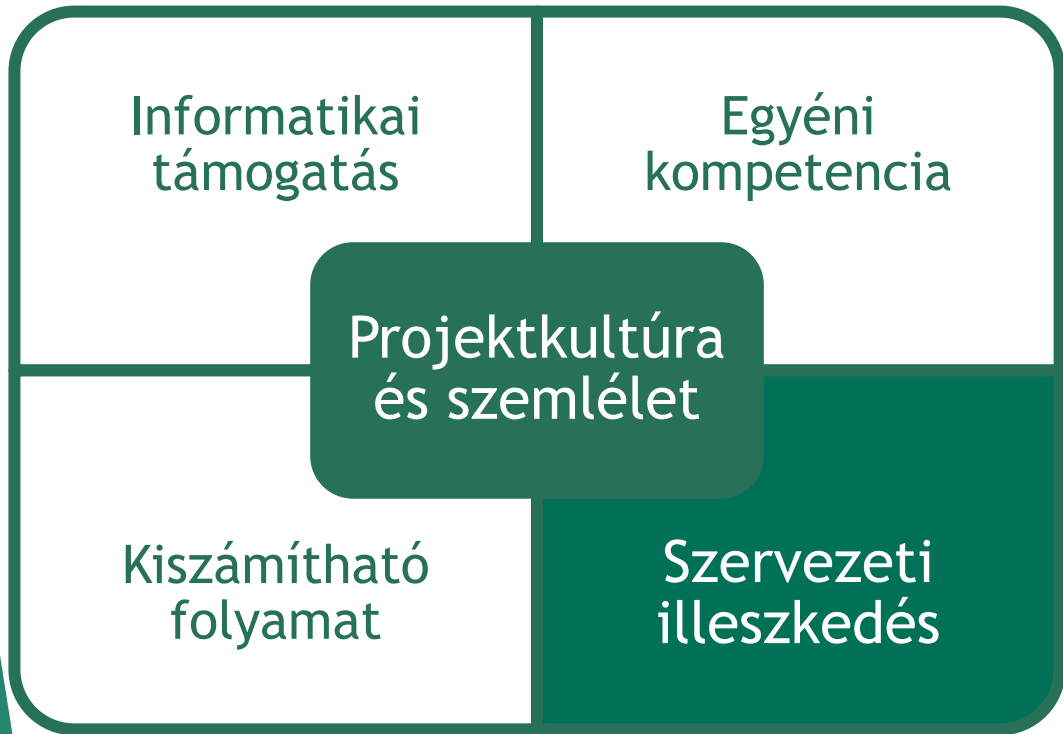 Informatikai
támogatás
Egyéni
kompetencia
Projektkultúra
és szemlélet
Kiszámítható
folyamat
Szervezeti
illeszkedés